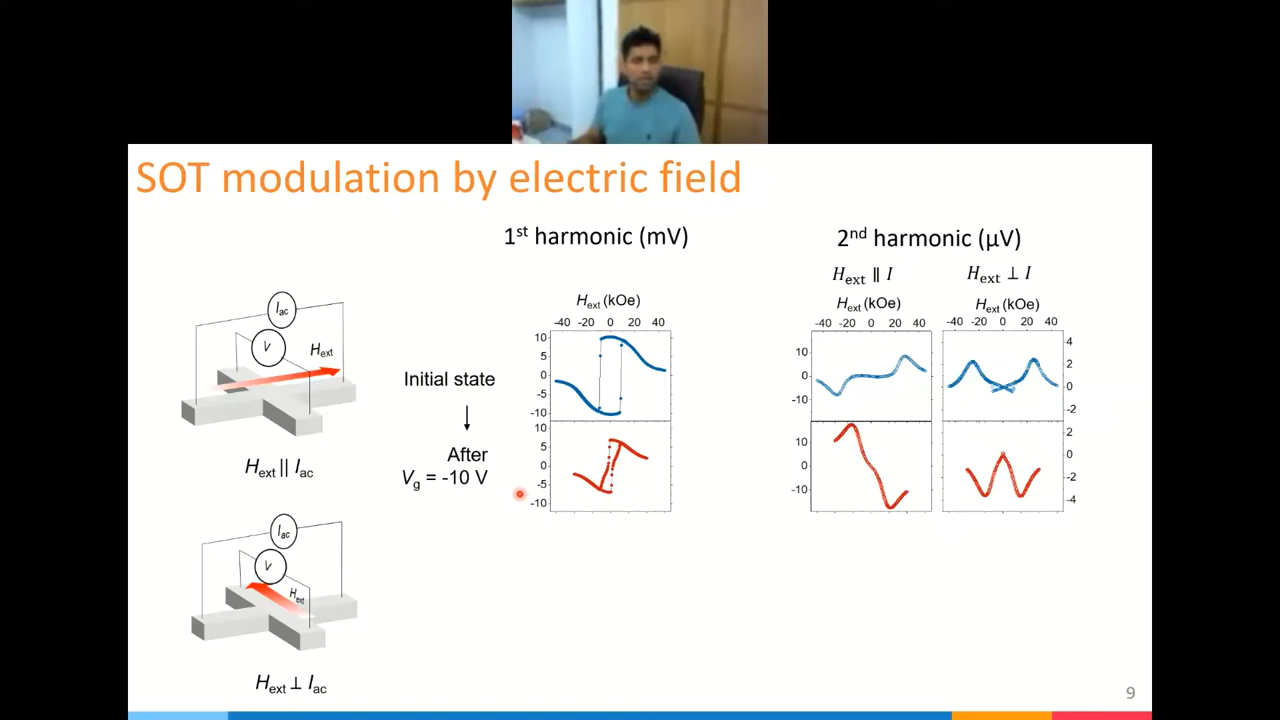 SOT modulation by electric field
1st harmonic (mV)
2nd harmonic (μV)
Hext ∥ I
Hext ⊥ I
Hext (kOe)
-40 -20 0 20 40
10
5
0
-5
-10
10
5
0
-5
-10
Hext (kOe)
-40 -20 0 20 40
10
0
-10
10
0
-10
Hext (kOe)
-40 -20 0 20 40
4
2
0
-2
2
0
-2
-4
Iac
V
Hext
Hext || Iac
Initial state
After
Vg = -10 V
Iac
V
Hext
Hext ⊥ Iac
9